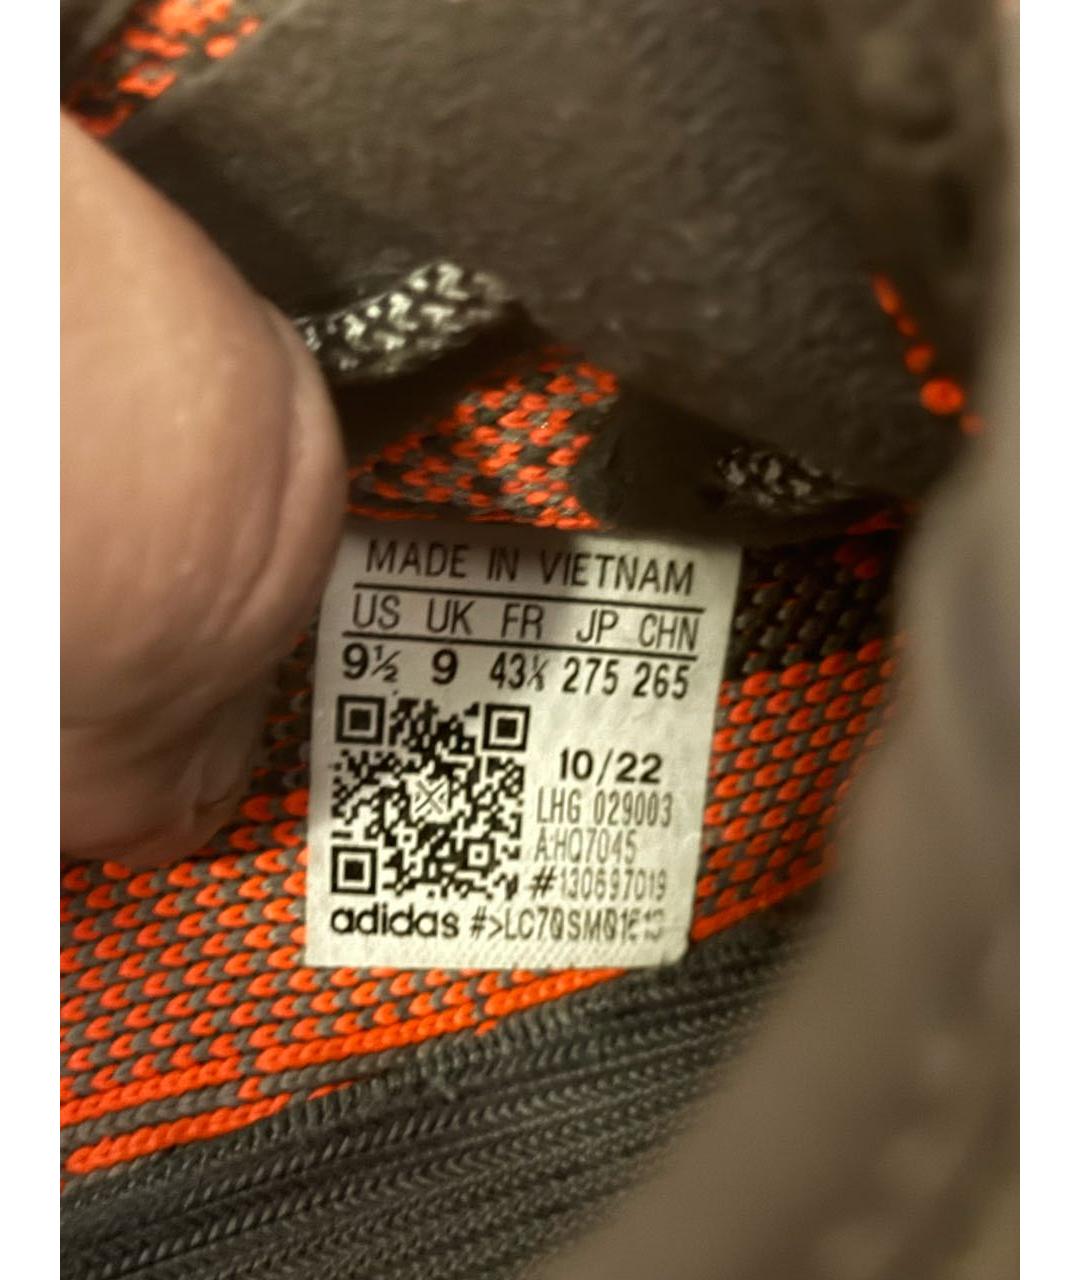 MADE IN VIETNAM
US UK FR JP CHN
9½ 9 43⅓ 275 265
10/22
LHG 029003
A:HQ7045
#130697019
adidas